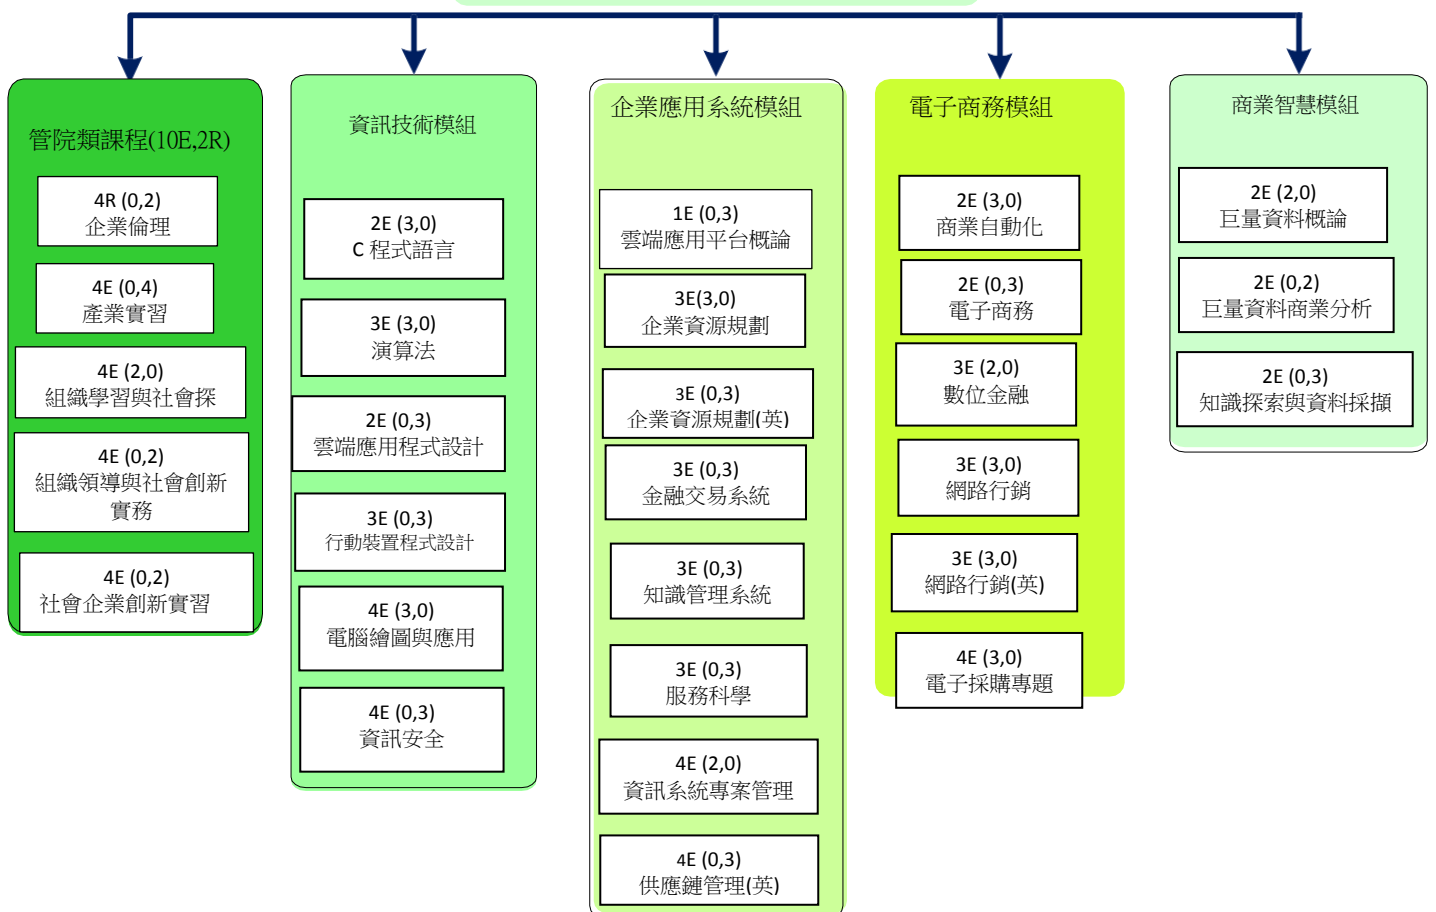 管院類課程(10E,2R)
4R (0,2)
企業倫理
4E (0,4)
產業實習
4E (2,0)
組織學習與社會探
4E (0,2)
組織領導與社會創新
實務
4E (0,2)
社會企業創新實習
資訊技術模組
2E (3,0)
C 程式語言
3E (3,0)
演算法
2E (0,3)
雲端應用程式設計
3E (0,3)
行動裝置程式設計
4E (3,0)
電腦繪圖與應用
4E (0,3)
資訊安全
企業應用系統模組
1E (0,3)
雲端應用平台概論
3E(3,0)
企業資源規劃
3E (0,3)
企業資源規劃(英)
3E (0,3)
金融交易系統
3E (0,3)
知識管理系統
3E (0,3)
服務科學
4E (2,0)
資訊系統專案管理
4E (0,3)
供應鏈管理(英)
電子商務模組
2E (3,0)
商業自動化
2E (0,3)
電子商務
3E (2,0)
數位金融
3E (3,0)
網路行銷
3E (3,0)
網路行銷(英)
4E (3,0)
電子採購專題
商業智慧模組
2E (2,0)
巨量資料概論
2E (0,2)
巨量資料商業分析
2E (0,3)
知識探索與資料採擷